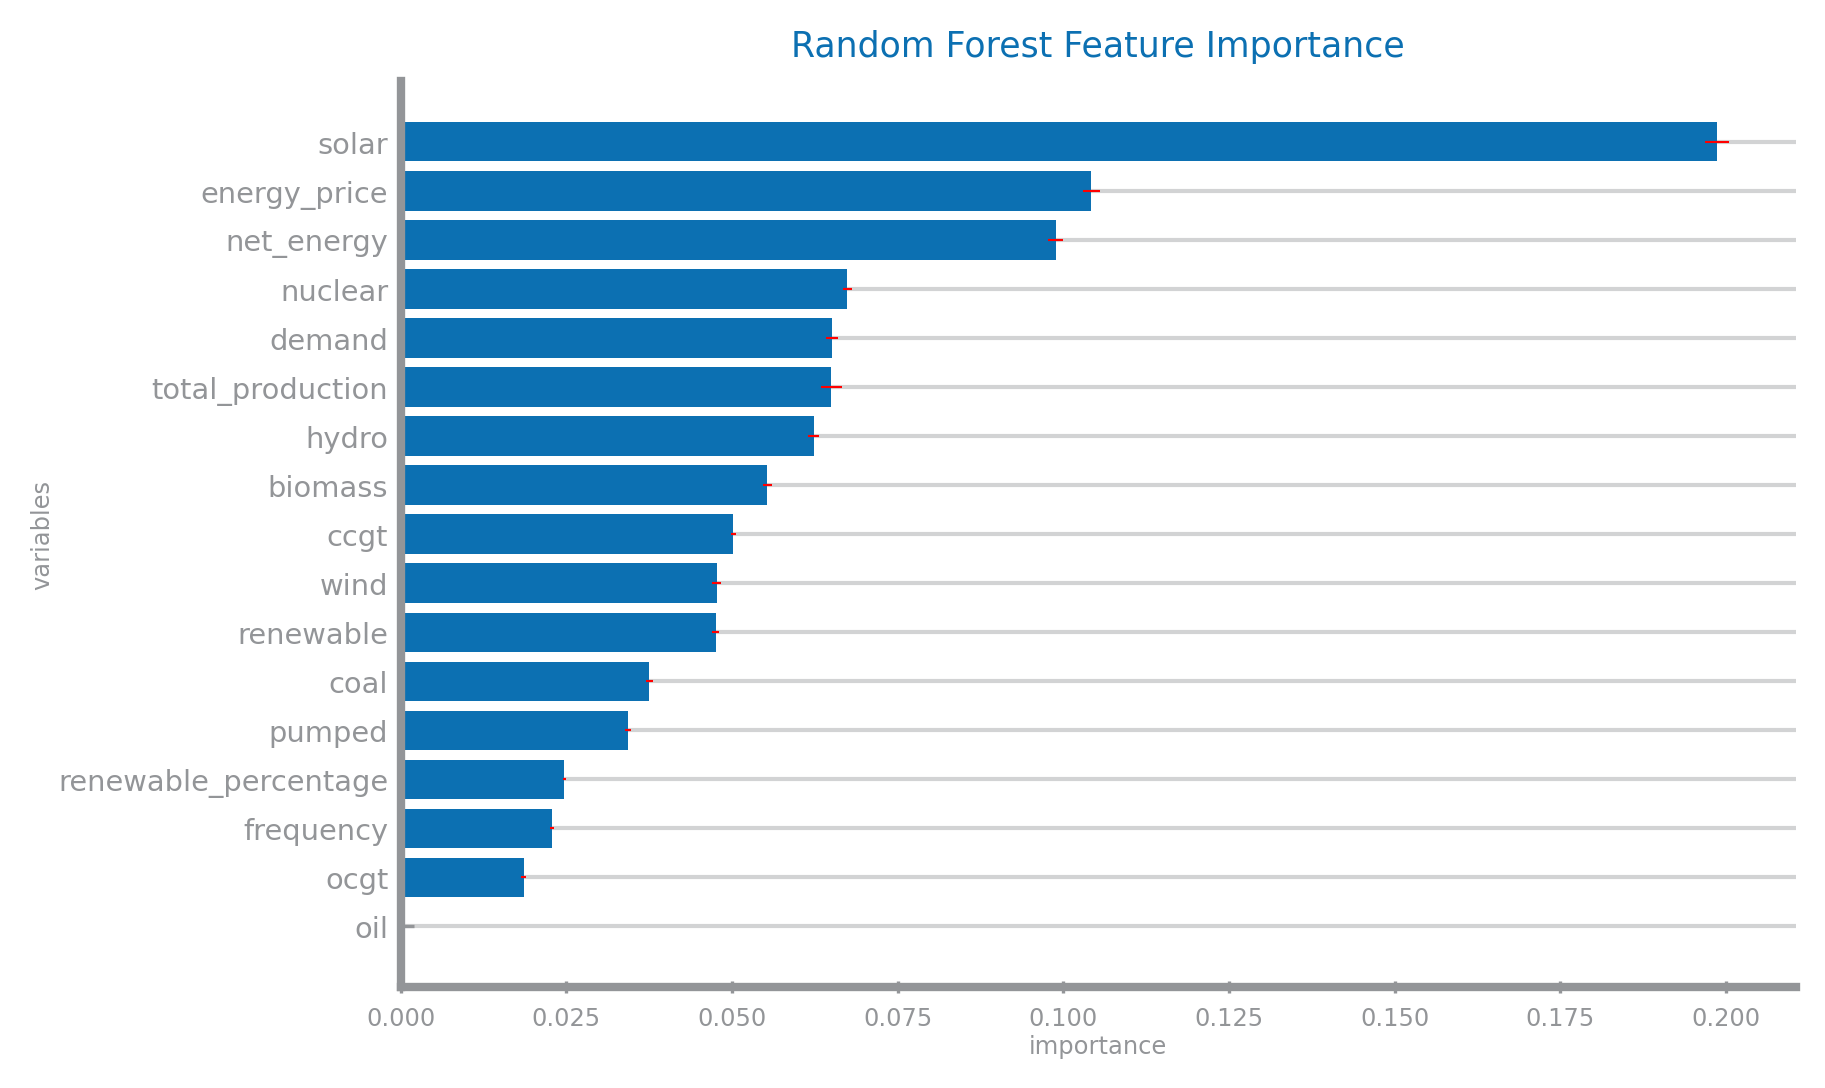 Random Forest Feature Importance
solar
energy_price
net_energy
nuclear
demand
total_production
hydro
biomass
ccgt
wind
renewable
coal
pumped
renewable_percentage
frequency
ocgt
oil
variables
0.000 0.025 0.050 0.075 0.100 0.125 0.150 0.175 0.200
importance